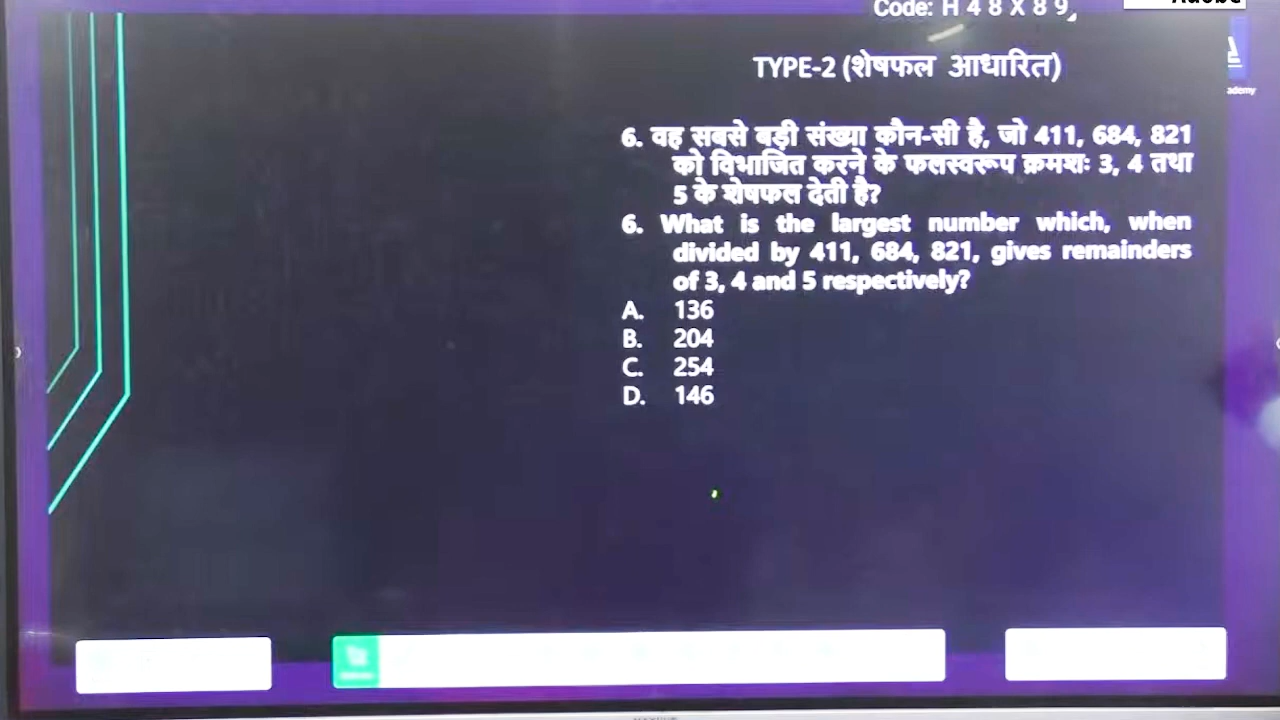 Code: H 4 8 X 8 9
Adobe
TYPE-2 (शेषफल आधारित)
ademy
6. वह सबसे बड़ी संख्या कौन-सी है, जो 411, 684, 821
को विभाजित करने के फलस्वरूप क्रमशः 3, 4 तथा
5 के शेषफल देती है?
6. What is the largest number which, when
divided by 411, 684, 821, gives remainders
of 3, 4 and 5 respectively?
A. 136
B. 204
C. 254
D. 146